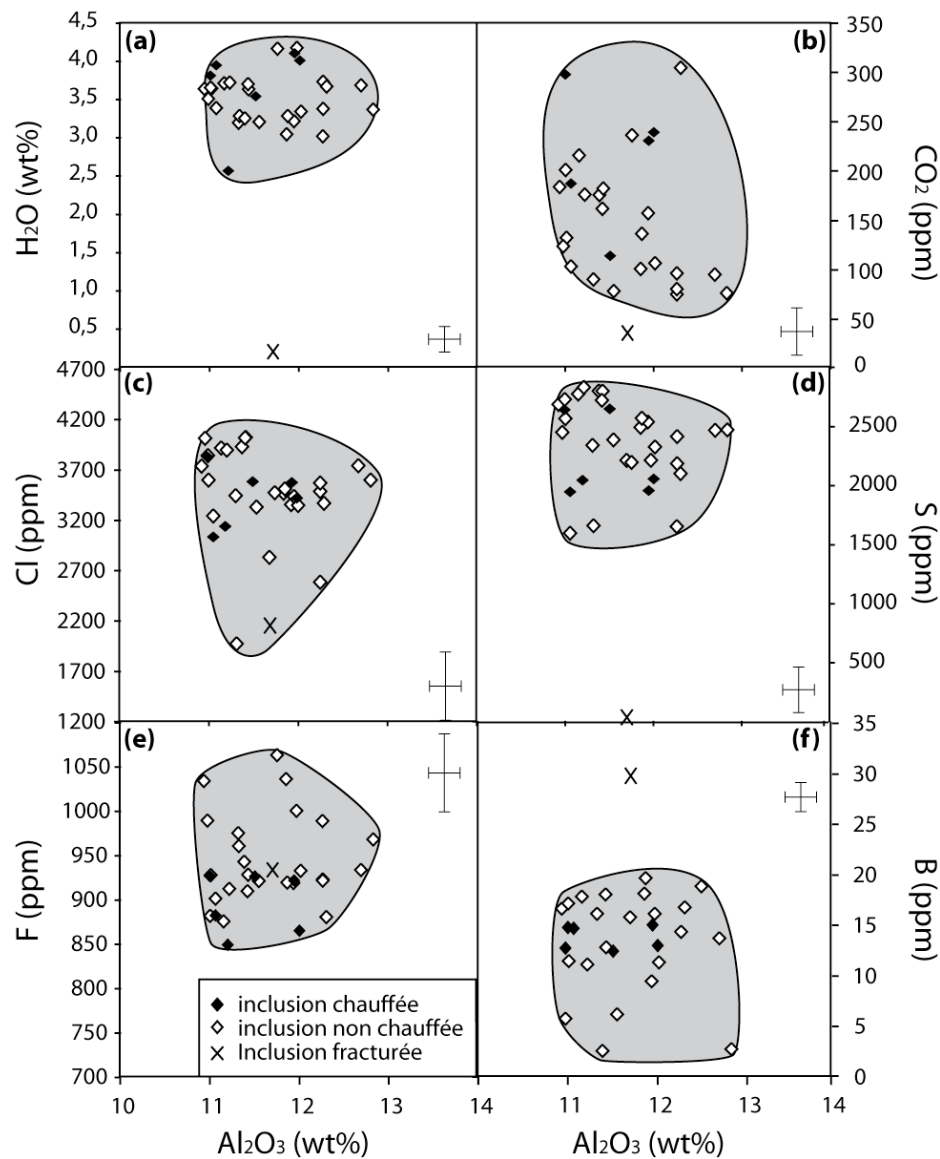 (a)
4,5
4,0
3,5
3,0
2,5
2,0
1,5
1,0
0,5
H2O (wt%)
(b)
350
300
250
200
150
100
50
0
CO2 (ppm)
(c)
4700
4200
3700
3200
2700
2200
1700
1200
Cl (ppm)
(d)
2500
2000
1500
1000
500
S (ppm)
(e)
1050
1000
950
900
850
800
750
700
F (ppm)
inclusion chauffée
inclusion non chauffée
Inclusion fracturée
10 11 12 13 14
Al2O3 (wt%)
(f)
35
30
25
20
15
10
5
0
B (ppm)
11 12 13 14
Al2O3 (wt%)